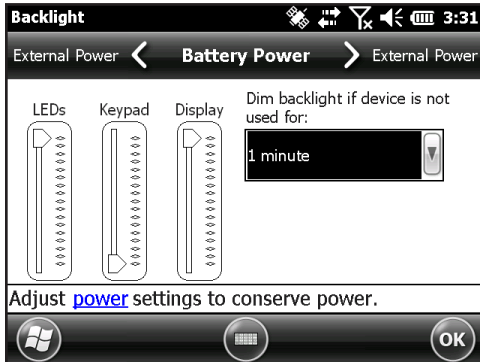 Backlight 3:31
External Power Battery Power External Power
LEDs Keypad Display
Dim backlight if device is not
used for:
1 minute
Adjust power settings to conserve power.
OK